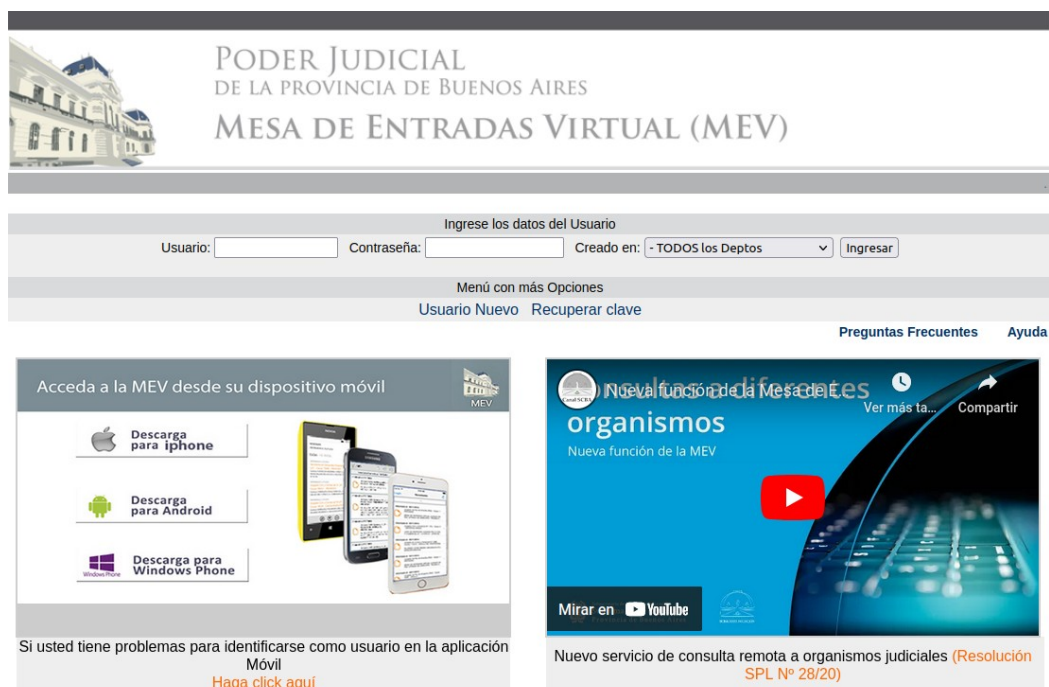 PODER JUDICIAL
DE LA PROVINCIA DE BUENOS AIRES
MESA DE ENTRADAS VIRTUAL (MEV)
Ingrese los datos del Usuario
Usuario: Contraseña: Creado en: - TODOS los Deptos Ingresar
Menú con más Opciones
Usuario Nuevo Recuperar clave
Preguntas Frecuentes Ayuda
Acceda a la MEV desde su dispositivo móvil
MEV
Descarga
para iphone
Descarga
para Android
Windows Phone
Descarga para
Windows Phone
Si usted tiene problemas para identificarse como usuario en la aplicación
Móvil
Haga click aquí
Consultas a diferentes
Nueva función de la Mesa de E...
Ver más ta... Compartir
Canal SCBA
organismos
Nueva función de la MEV
Mirar en YouTube
Nuevo servicio de consulta remota a organismos judiciales (Resolución
SPL Nº 28/20)